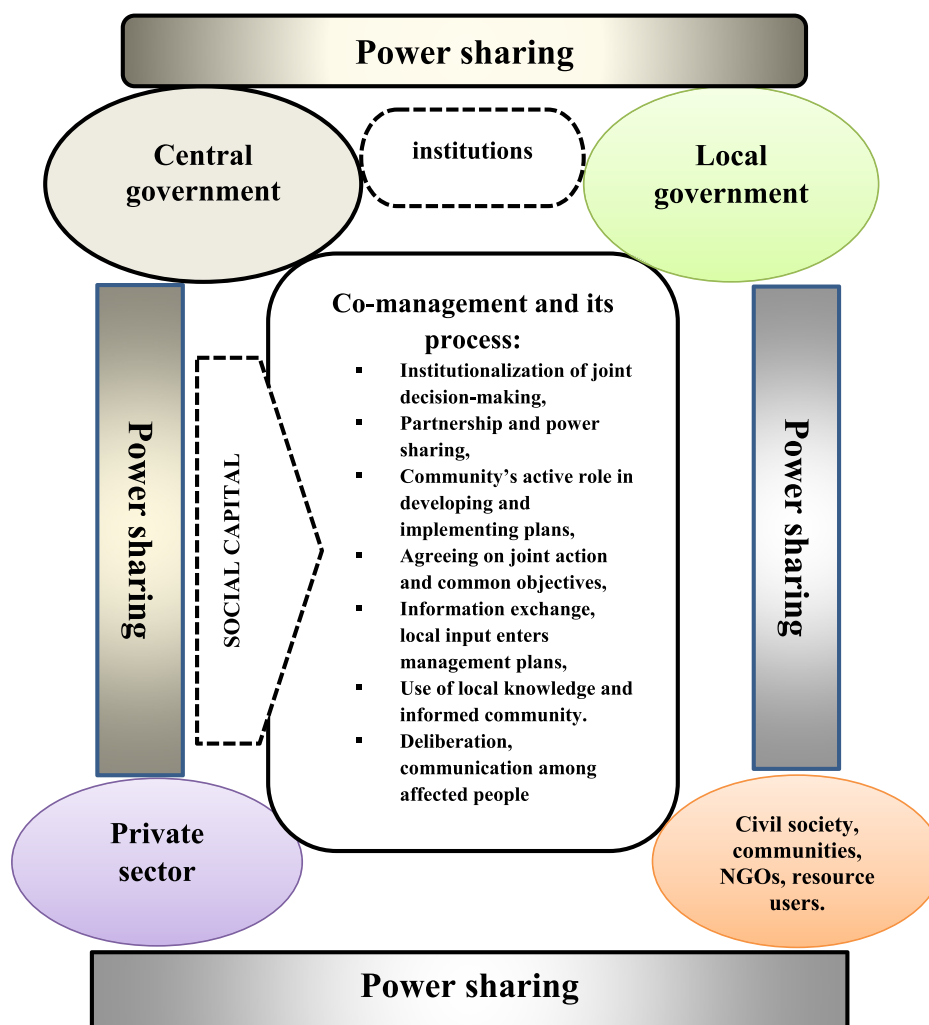 Power sharing
Central
government
institutions
Local
government
Co-management and its
process:
▪ Institutionalization of joint
decision-making,
▪ Partnership and power
sharing,
▪ Community’s active role in
developing and
implementing plans,
▪ Agreeing on joint action
and common objectives,
▪ Information exchange,
local input enters
management plans,
▪ Use of local knowledge and
informed community.
▪ Deliberation,
communication among
affected people
Power sharing
SOCIAL CAPITAL
Power sharing
Private
sector
Civil society,
communities,
NGOs, resource
users.
Power sharing